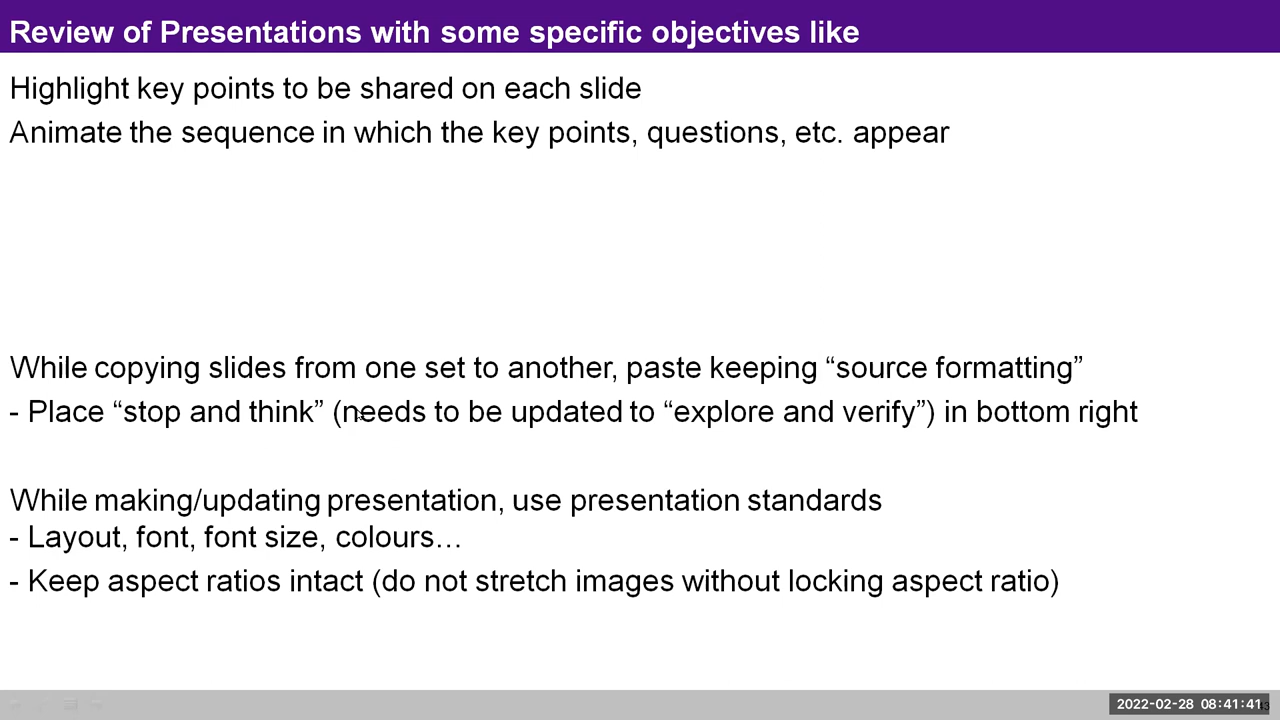 Review of Presentations with some specific objectives like
Highlight key points to be shared on each slide
Animate the sequence in which the key points, questions, etc. appear
While copying slides from one set to another, paste keeping “source formatting”
- Place “stop and think” (needs to be updated to “explore and verify”) in bottom right
While making/updating presentation, use presentation standards
- Layout, font, font size, colours…
- Keep aspect ratios intact (do not stretch images without locking aspect ratio)
2022-02-28 08:41:41